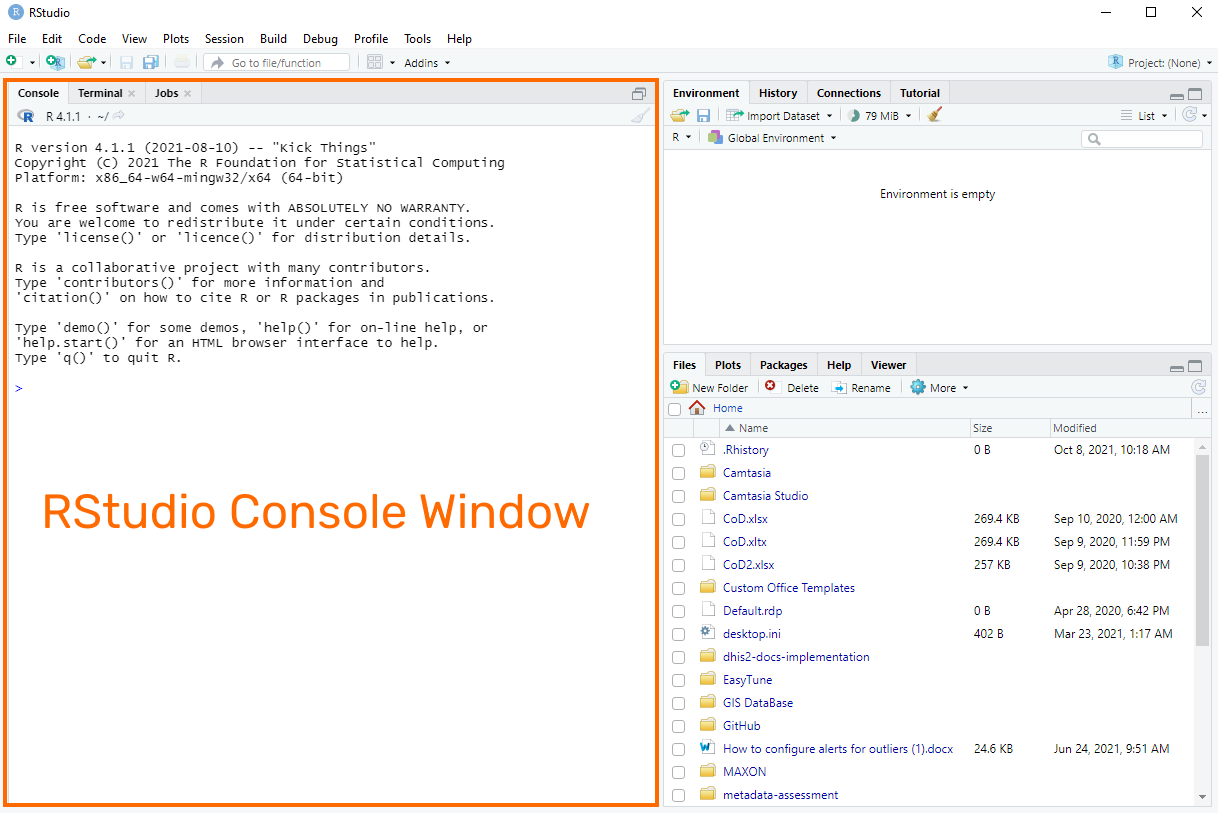 RStudio
File Edit Code View Plots Session Build Debug Profile Tools Help
Go to file/function Addins Project: (None)
Console Terminal Jobs
R 4.1.1 · ~/
R version 4.1.1 (2021-08-10) -- "Kick Things"
Copyright (C) 2021 The R Foundation for Statistical Computing
Platform: x86_64-w64-mingw32/x64 (64-bit)
R is free software and comes with ABSOLUTELY NO WARRANTY.
You are welcome to redistribute it under certain conditions.
Type 'license()' or 'licence()' for distribution details.
R is a collaborative project with many contributors.
Type 'contributors()' for more information and
'citation()' on how to cite R or R packages in publications.
Type 'demo()' for some demos, 'help()' for on-line help, or
'help.start()' for an HTML browser interface to help.
Type 'q()' to quit R.
>
RStudio Console Window
Environment History Connections Tutorial
Import Dataset 79 MiB List
R Global Environment
Environment is empty
Files Plots Packages Help Viewer
New Folder Delete Rename More
Home ...
Name Size Modified
.Rhistory 0 B Oct 8, 2021, 10:18 AM
Camtasia
Camtasia Studio
CoD.xlsx 269.4 KB Sep 10, 2020, 12:00 AM
CoD.xltx 269.4 KB Sep 9, 2020, 11:59 PM
CoD2.xlsx 257 KB Sep 9, 2020, 10:38 PM
Custom Office Templates
Default.rdp 0 B Apr 28, 2020, 6:42 PM
desktop.ini 402 B Mar 23, 2021, 1:17 AM
dhis2-docs-implementation
EasyTune
GIS DataBase
GitHub
How to configure alerts for outliers (1).docx 24.6 KB Jun 24, 2021, 9:51 AM
MAXON
metadata-assessment